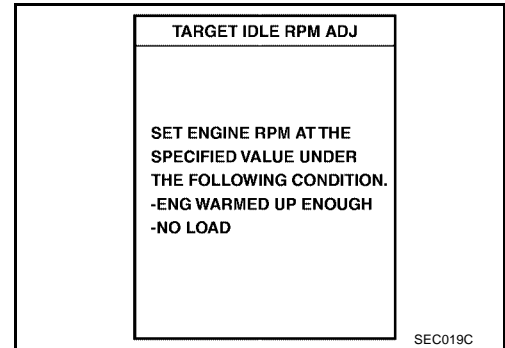 TARGET IDLE RPM ADJ
SET ENGINE RPM AT THE
SPECIFIED VALUE UNDER
THE FOLLOWING CONDITION.
-ENG WARMED UP ENOUGH
-NO LOAD
SEC019C